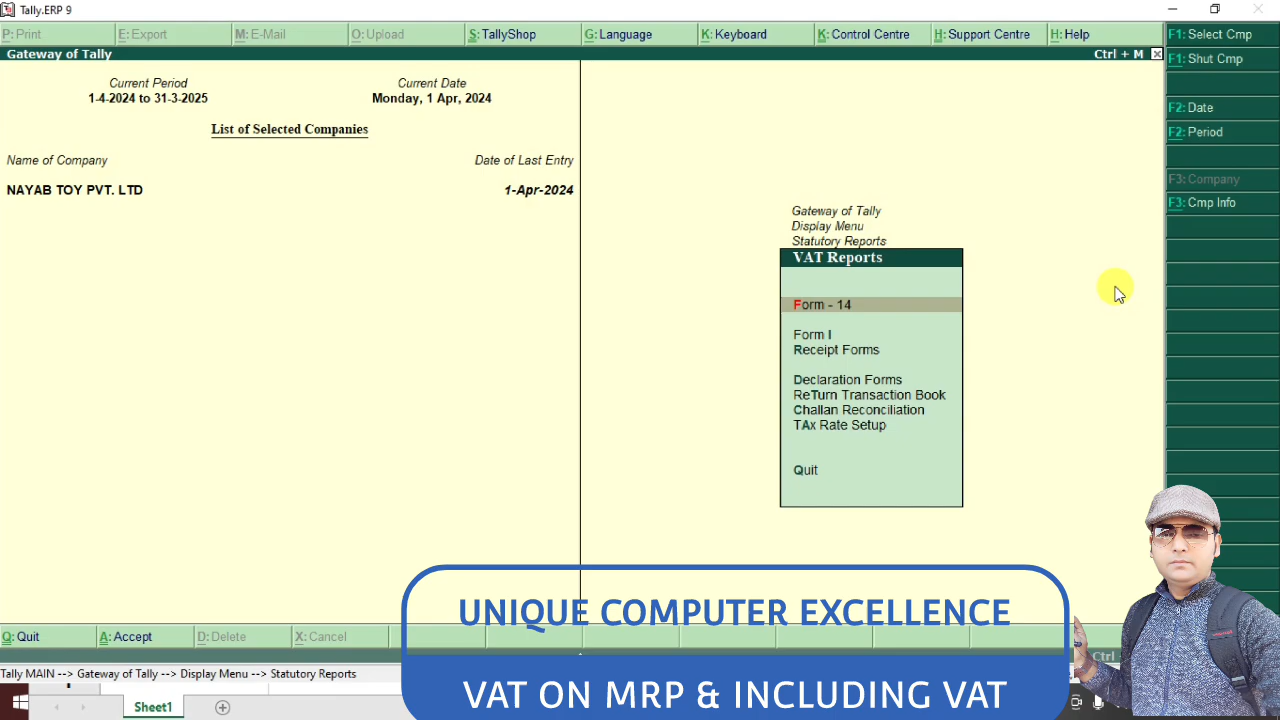 Tally.ERP 9
P: Print
E: Export
M: E-Mail
O: Upload
S: TallyShop
G: Language
K: Keyboard
K: Control Centre
H: Support Centre
H: Help
F1: Select Cmp
Gateway of Tally
Ctrl + M
F1: Shut Cmp
Current Period
Current Date
1-4-2024 to 31-3-2025
Monday, 1 Apr, 2024
F2: Date
List of Selected Companies
F2: Period
Name of Company
Date of Last Entry
F3: Company
NAYAB TOY PVT. LTD
1-Apr-2024
F3: Cmp Info
Gateway of Tally
Display Menu
Statutory Reports
VAT Reports
Form - 14
Form I
Receipt Forms
Declaration Forms
ReTurn Transaction Book
Challan Reconciliation
TAx Rate Setup
Quit
UNIQUE COMPUTER EXCELLENCE
Q: Quit
A: Accept
D: Delete
X: Cancel
Ctrl
Tally MAIN --> Gateway of Tally --> Display Menu --> Statutory Reports
VAT ON MRP & INCLUDING VAT
Sheet1